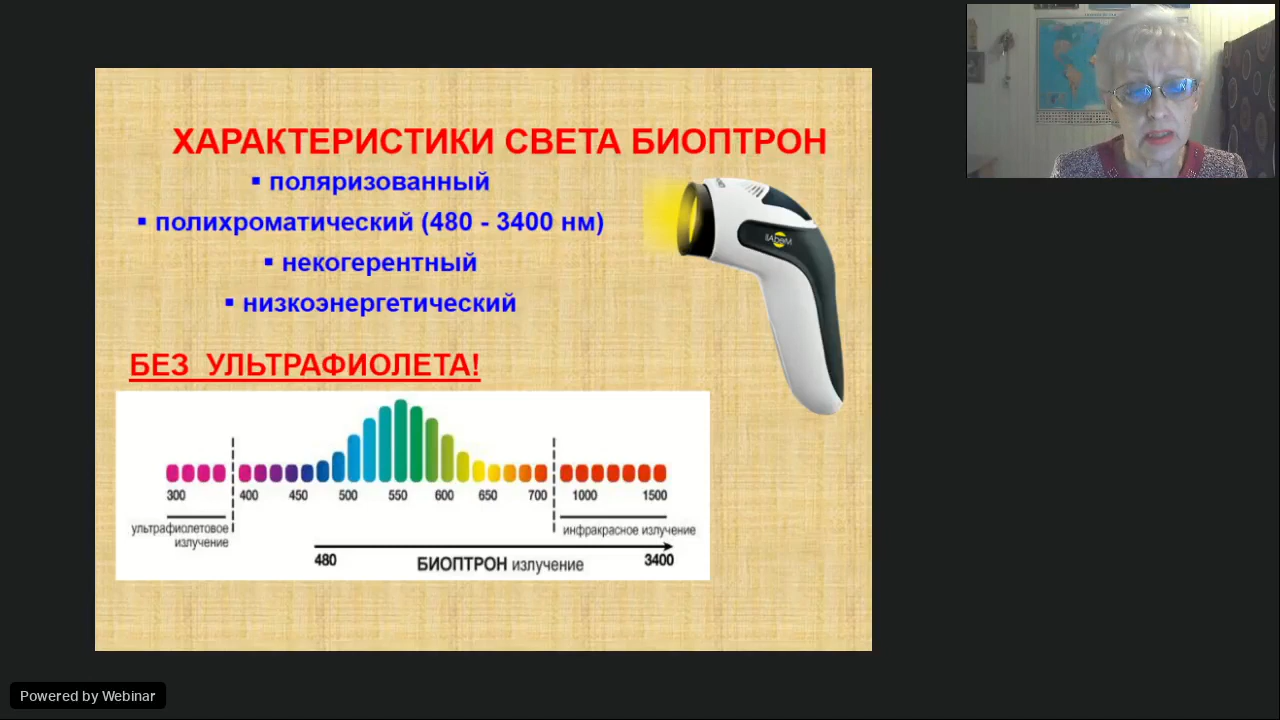 ХАРАКТЕРИСТИКИ СВЕТА БИОПТРОН
▪ поляризованный
▪ полихроматический (480 - 3400 нм)
▪ некогерентный
▪ низкоэнергетический
БЕЗ УЛЬТРАФИОЛЕТА!
300 400 450 500 550 600 650 700 1000 1500
ультрафиолетовое
излучение
инфракрасное излучение
480 БИОПТРОН излучение 3400
Powered by Webinar